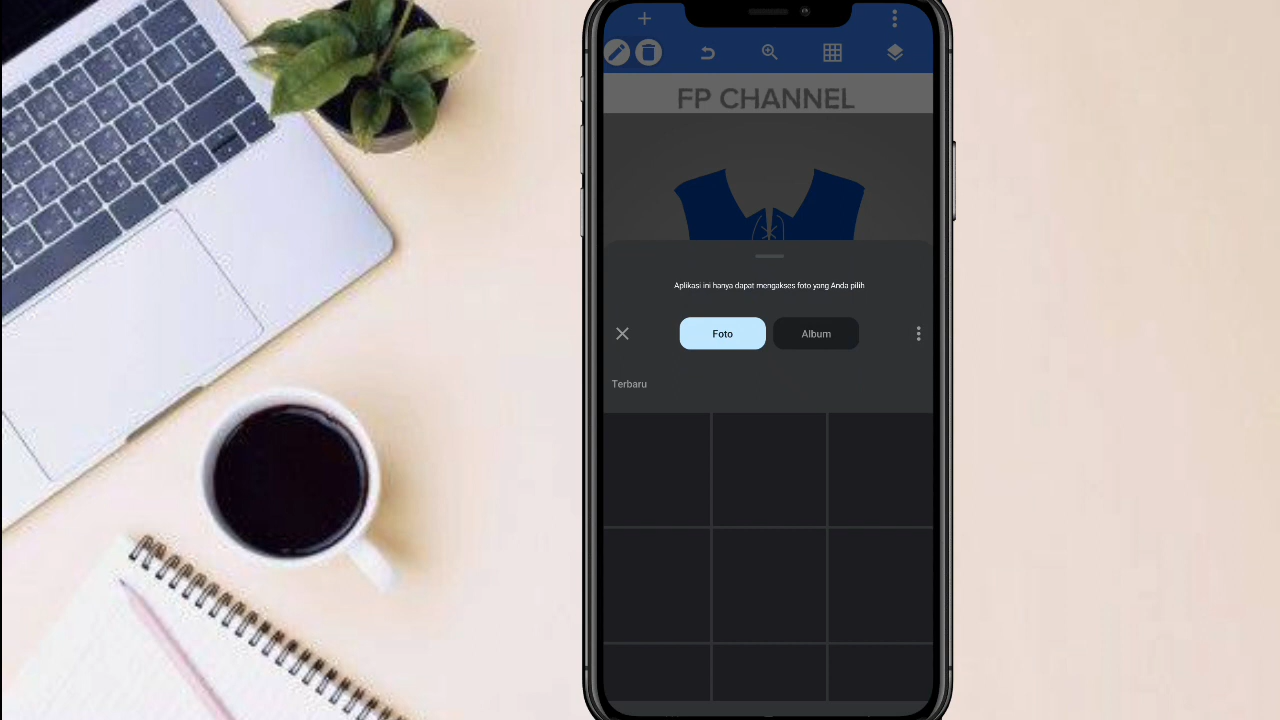 FP CHANNEL
Aplikasi ini hanya dapat mengakses foto yang Anda pilih
Foto
Album
Terbaru